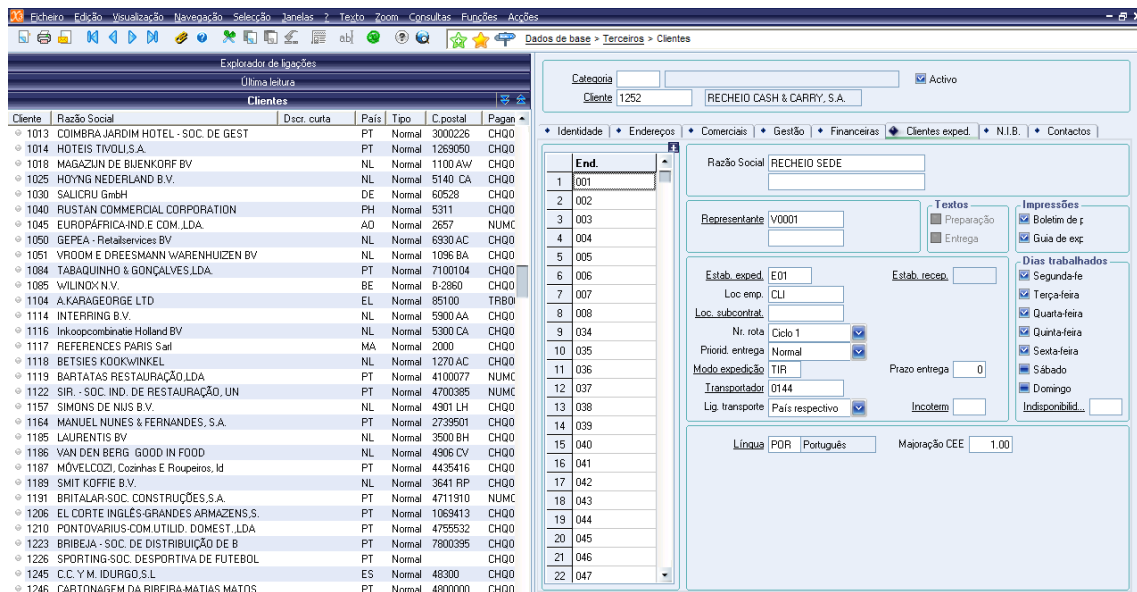 Ficheiro Edição Visualização Navegação Selecção Janelas ? Texto Zoom Consultas Funções Acções
Dados de base > Terceiros > Clientes
Explorador de ligações
Última leitura
Clientes
Cliente Razão Social Dscr. curta País Tipo C.postal Pagan
1013 COIMBRA JARDIM HOTEL - SOC. DE GEST PT Normal 3000226 CHQ0
1014 HOTEIS TIVOLI,S.A. PT Normal 1269050 CHQ0
1018 MAGAZIJN DE BIJENKORF BV NL Normal 1100 AW CHQ0
1025 HOYNG NEDERLAND B.V. NL Normal 5140 CA CHQ0
1030 SALICRU GmbH DE Normal 60528 CHQ0
1040 RUSTAN COMMERCIAL CORPORATION PH Normal 5311 CHQ0
1045 EUROPÁFRICA-IND.E COM.,LDA. AO Normal 2657 NUMC
1050 GEPEA - Retailservices BV NL Normal 6930 AC CHQ0
1051 VROOM E DREESMANN WARENHUIZEN BV NL Normal 1096 BA CHQ0
1084 TABAQUINHO & GONÇALVES,LDA. PT Normal 7100104 CHQ0
1085 WILINOX N.V. BE Normal B-2860 CHQ0
1104 A.KARAGEORGE LTD EL Normal 85100 TRB0
1114 INTERRING B.V. NL Normal 5900 AA CHQ0
1116 Inkoopcombinatie Holland BV NL Normal 5300 CA CHQ0
1117 REFERENCES PARIS Sarl MA Normal 2000 CHQ0
1118 BETSIES KOOKWINKEL NL Normal 1270 AC CHQ0
1119 BARTATAS RESTAURAÇÃO,LDA PT Normal 4100077 NUMC
1122 SIR. - SOC. IND. DE RESTAURAÇÃO, UN PT Normal 4700385 NUMC
1157 SIMONS DE NIJS B.V. NL Normal 4901 LH CHQ0
1164 MANUEL NUNES & FERNANDES, S.A. PT Normal 2739501 CHQ0
1185 LAURENTIS BV NL Normal 3500 BH CHQ0
1186 VAN DEN BERG GOOD IN FOOD NL Normal 4906 CV CHQ0
1187 MÓVELCOZI, Cozinhas E Roupeiros, ld PT Normal 4435416 CHQ0
1189 SMIT KOFFIE B.V. NL Normal 3641 RP CHQ0
1191 BRITALAR-SOC. CONSTRUÇÕES,S.A. PT Normal 4711910 NUMC
1206 EL CORTE INGLÊS-GRANDES ARMAZENS,S. PT Normal 1069413 CHQ0
1210 PONTOVARIUS-COM.UTILID. DOMEST.,LDA PT Normal 4755532 CHQ0
1223 BRIBEJA - SOC. DE DISTRIBUIÇÃO DE B PT Normal 7800395 CHQ0
1226 SPORTING-SOC. DESPORTIVA DE FUTEBOL PT Normal CHQ0
1245 C.C. Y M. IDURGO,S.L ES Normal 48300 CHQ0
1246 CARTONAGEM DA RIBEIRA-MATIAS MATOS PT Normal 4800000 CHQ0
Categoria
Activo
Cliente 1252 RECHEIO CASH & CARRY, S.A.
Identidade Endereços Comerciais Gestão Financeiras Clientes exped. N.I.B. Contactos
End.
1 001
2 002
3 003
4 004
5 005
6 006
7 007
8 008
9 034
10 035
11 036
12 037
13 038
14 039
15 040
16 041
17 042
18 043
19 044
20 045
21 046
22 047
Razão Social RECHEIO SEDE
Representante V0001
Textos
Preparação
Entrega
Impressões
Boletim de p
Guia de exp
Estab. exped. E01 Estab. recep.
Loc emp. CLI
Loc. subcontrat.
Nr. rota Ciclo 1
Priorid. entrega Normal
Modo expedição TIR Prazo entrega 0
Transportador 0144
Lig. transporte País respectivo Incoterm
Dias trabalhados
Segunda-fe
Terça-feira
Quarta-feira
Quinta-feira
Sexta-feira
Sábado
Domingo
Indisponibilid...
Língua POR Português Majoração CEE 1.00